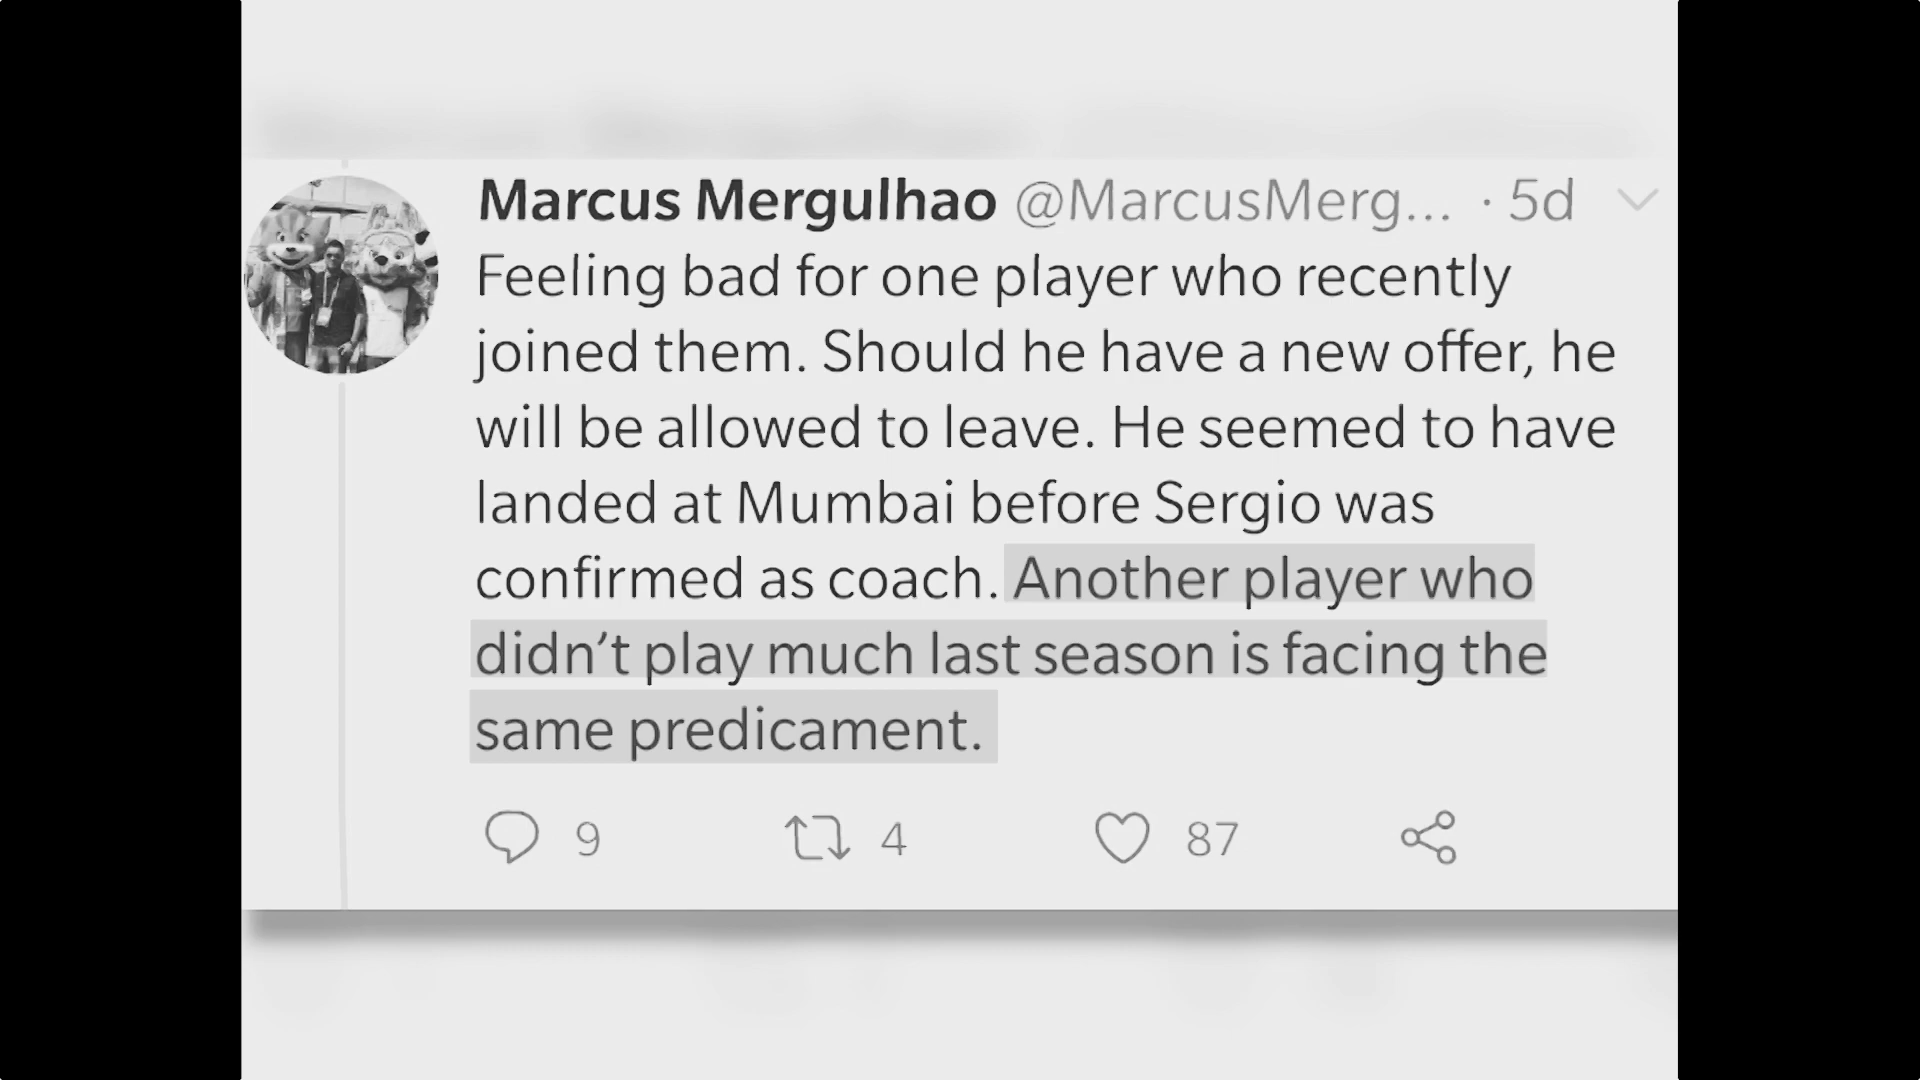 Marcus Mergulhao @MarcusMerg... · 5d
Feeling bad for one player who recently
joined them. Should he have a new offer, he
will be allowed to leave. He seemed to have
landed at Mumbai before Sergio was
confirmed as coach. Another player who
didn’t play much last season is facing the
same predicament.
9 4 87